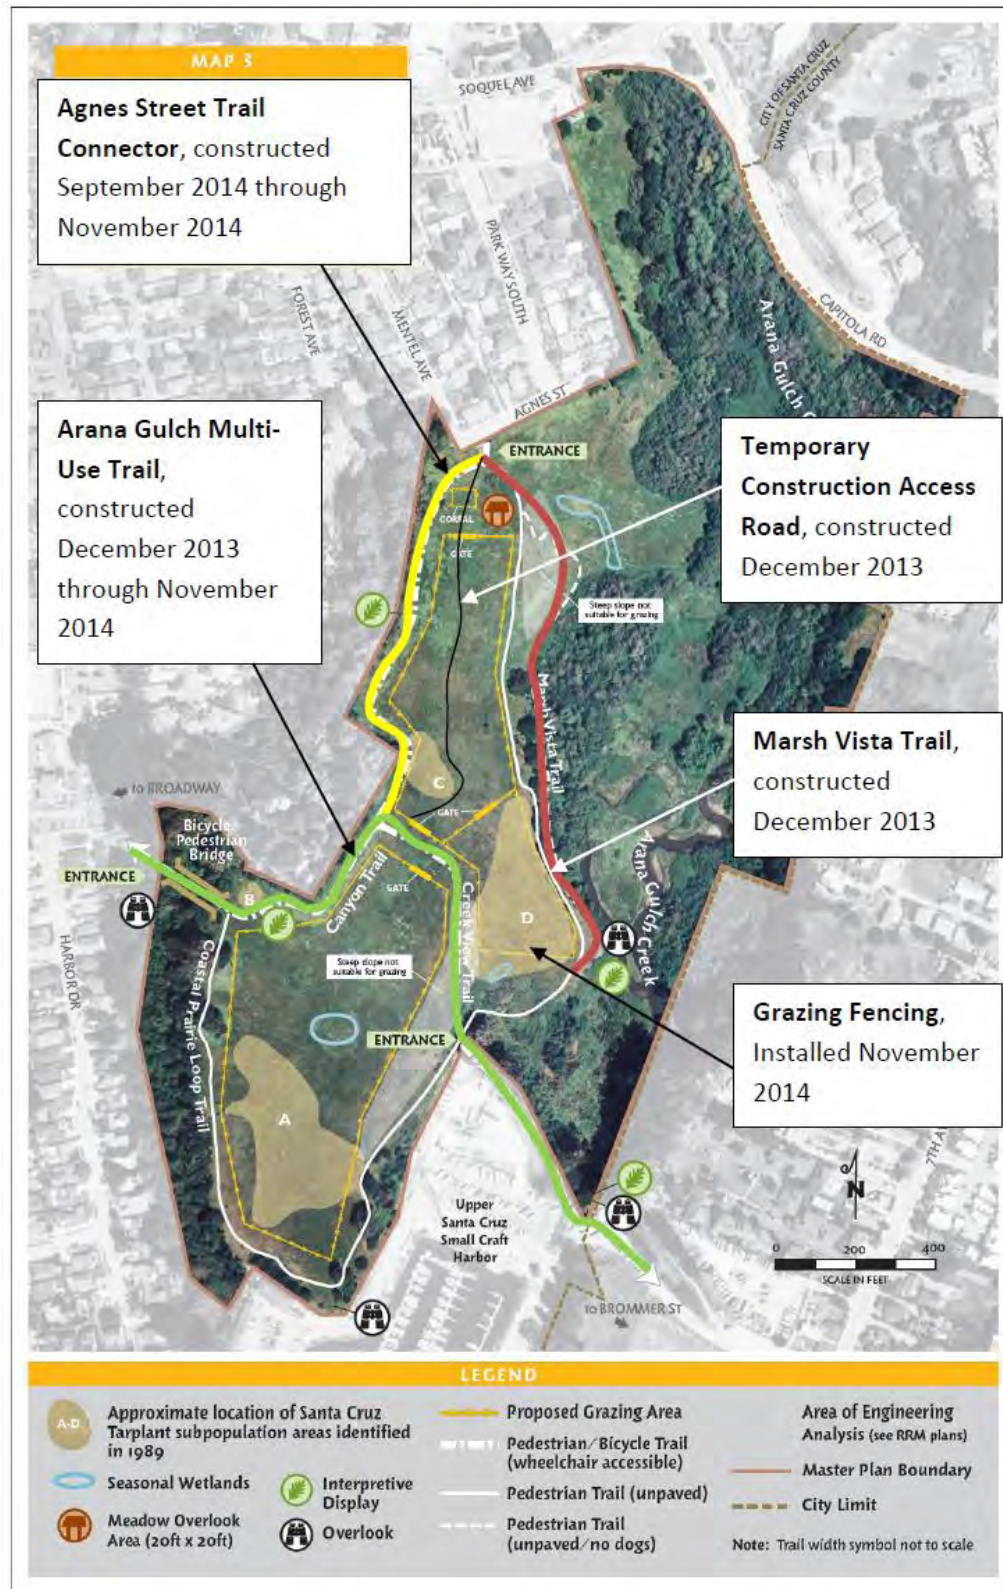 MAP 3
Agnes Street Trail
Connector, constructed
September 2014 through
November 2014
SOQUEL AVE
CITY OF SANTA CRUZ
SANTA CRUZ COUNTY
PARK WAY SOUTH
FOREST AVE
MENTEL AVE
CAPITOLA RD
Arana Gulch
AGNES ST
ENTRANCE
Arana Gulch Multi-
Use Trail,
constructed
December 2013
through November
2014
Temporary
Construction Access
Road, constructed
December 2013
CORRAL
GATE
Steep slope not
suitable for grazing
Marsh Vista Trail
Marsh Vista Trail,
constructed
December 2013
C
to BROADWAY
Bicycle/
Pedestrian
Bridge
GATE
ENTRANCE
B
Canyon Trail
GATE
Creek View Trail
D
Arana Gulch Creek
HARBOR DR
Coastal Prairie Loop Trail
Steep slope not
suitable for grazing
ENTRANCE
Grazing Fencing,
Installed November
2014
A
7TH AV
N
Upper
Santa Cruz
Small Craft
Harbor
0 200 400
SCALE IN FEET
to BROMMER ST
LEGEND
A-D
Approximate location of Santa Cruz
Tarplant subpopulation areas identified
in 1989
Seasonal Wetlands
Meadow Overlook
Area (20ft x 20ft)
Interpretive
Display
Overlook
Proposed Grazing Area
Pedestrian/Bicycle Trail
(wheelchair accessible)
Pedestrian Trail (unpaved)
Pedestrian Trail
(unpaved/no dogs)
Area of Engineering
Analysis (see RRM plans)
Master Plan Boundary
City Limit
Note: Trail width symbol not to scale